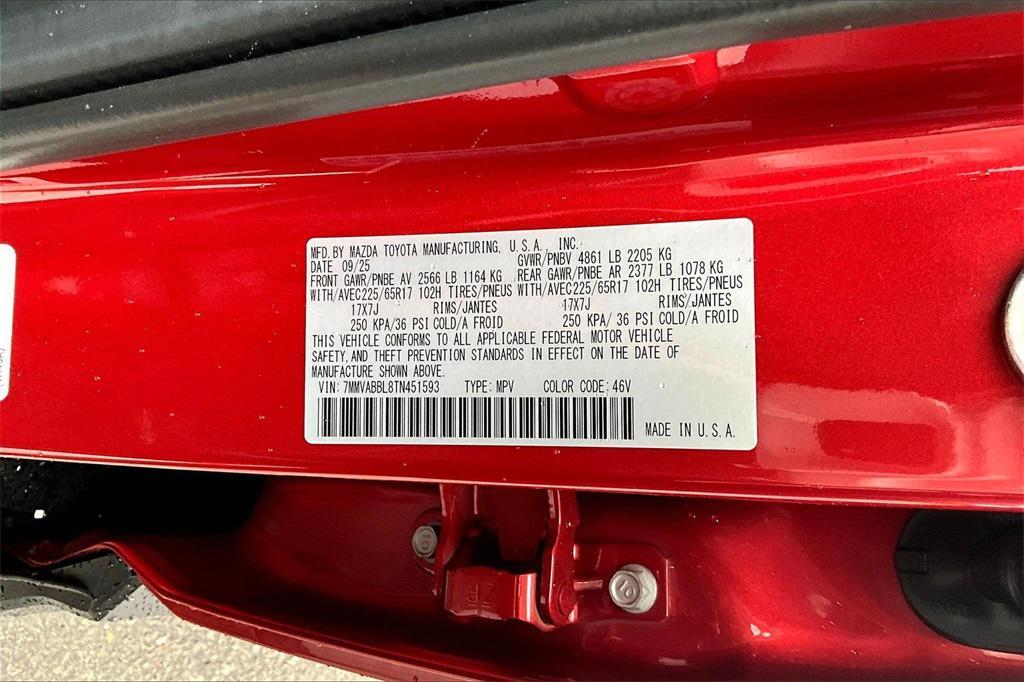 MFD. BY MAZDA TOYOTA MANUFACTURING, U.S.A., INC.
DATE 09/25 GVWR/PNBV 4861 LB 2205 KG
FRONT GAWR/PNBE AV 2566 LB 1164 KG REAR GAWR/PNBE AR 2377 LB 1078 KG
WITH/AVEC225/65R17 102H TIRES/PNEUS WITH/AVEC225/65R17 102H TIRES/PNEUS
17X7J RIMS/JANTES 17X7J RIMS/JANTES
250 KPA/36 PSI COLD/A FROID 250 KPA/ 36 PSI COLD/A FROID
THIS VEHICLE CONFORMS TO ALL APPLICABLE FEDERAL MOTOR VEHICLE
SAFETY, AND THEFT PREVENTION STANDARDS IN EFFECT ON THE DATE OF
MANUFACTURE SHOWN ABOVE.
VIN: 7MMVABBL8TN451593 TYPE: MPV COLOR CODE: 46V
MADE IN U.S.A.